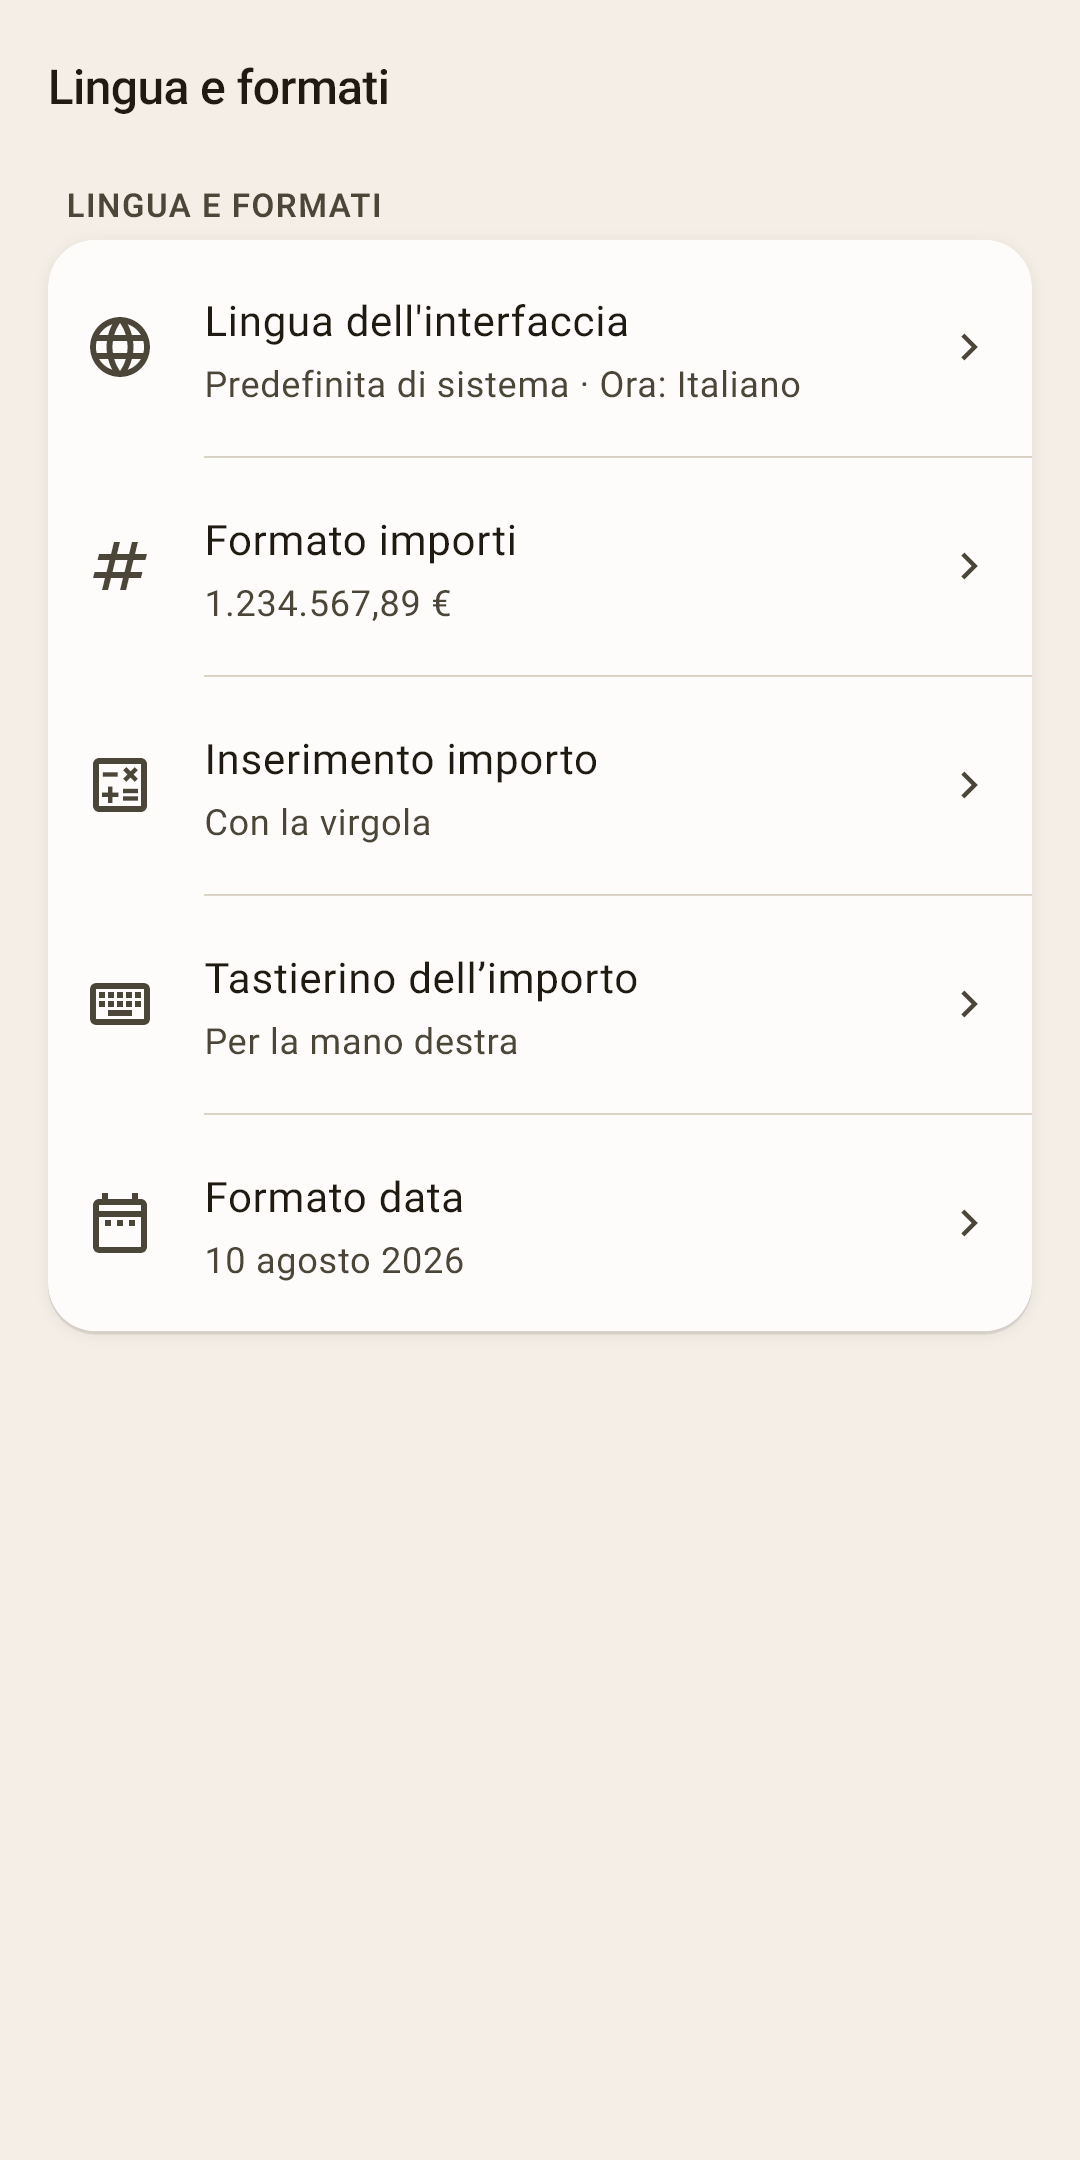 Lingua e formati
LINGUA E FORMATI
Lingua dell'interfaccia
Predefinita di sistema · Ora: Italiano
Formato importi
1.234.567,89 €
Inserimento importo
Con la virgola
Tastierino dell’importo
Per la mano destra
Formato data
10 agosto 2026